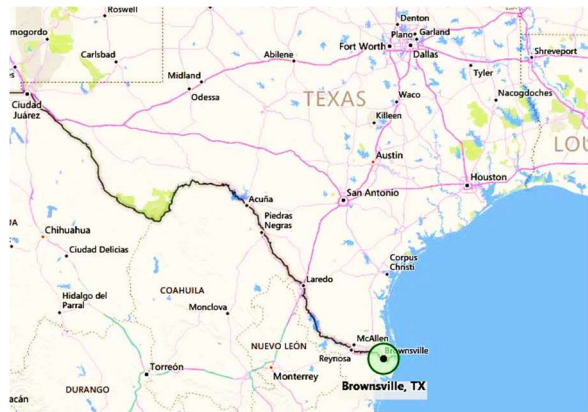 Roswell
mogordo
Carlsbad
Ciudad
Juárez
Midland
Odessa
Abilene
Denton
Plano
Garland
Fort Worth
Dallas
Shreveport
Tyler
TEXAS
Waco
Nacogdoches
Killeen
LOU
Austin
Houston
San Antonio
Acuña
Piedras
Negras
UA
Chihuahua
Ciudad Delicias
Corpus
Christi
Laredo
COAHUILA
Hidalgo del
Parral
Monclova
NUEVO LEÓN
McAllen
Reynosa
Brownsville
Torreón
Monterrey
Brownsville, TX
DURANGO
acán